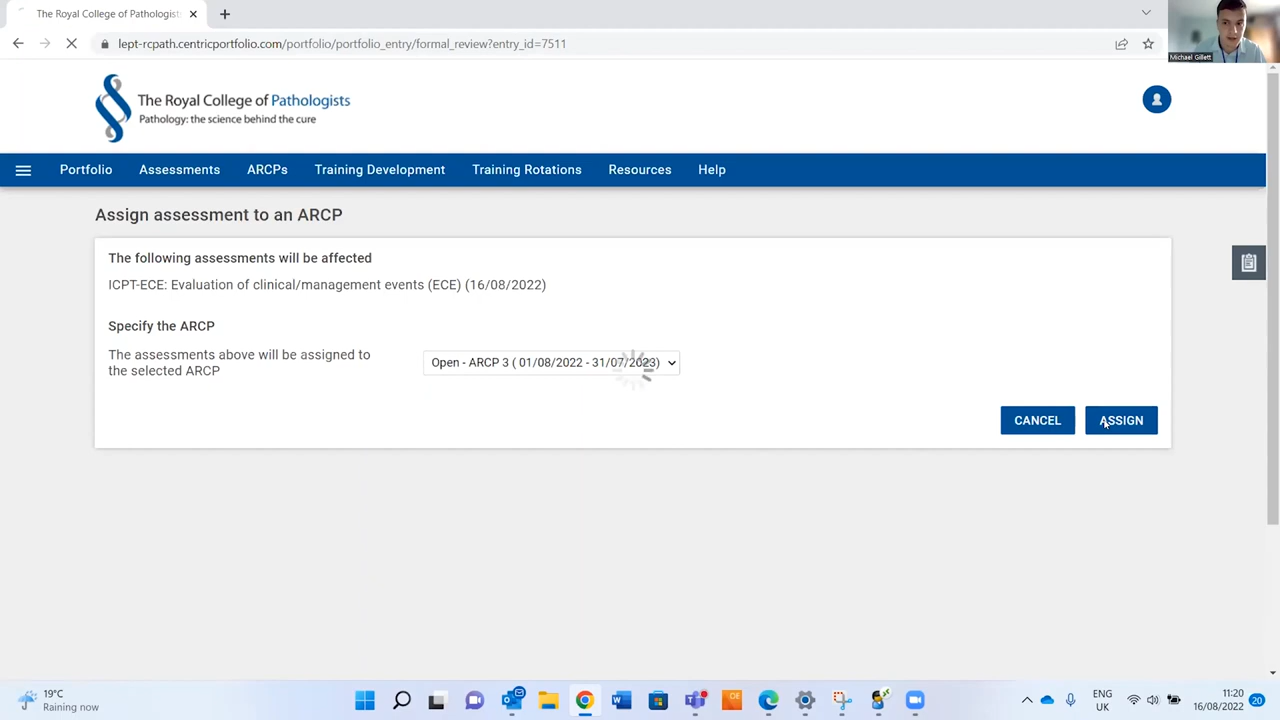 The Royal College of Pathologist
Michael Gillett
lept-rcpath.centricportfolio.com/portfolio/portfolio_entry/formal_review?entry_id=7511
The Royal College of Pathologists
Pathology: the science behind the cure
Portfolio Assessments ARCPs Training Development Training Rotations Resources Help
Assign assessment to an ARCP
The following assessments will be affected
ICPT-ECE: Evaluation of clinical/management events (ECE) (16/08/2022)
Specify the ARCP
The assessments above will be assigned to
the selected ARCP
Open - ARCP 3 ( 01/08/2022 - 31/07/2023)
CANCEL ASSIGN
19°C
Raining now
OE
ENG
UK
11:20
16/08/2022
20